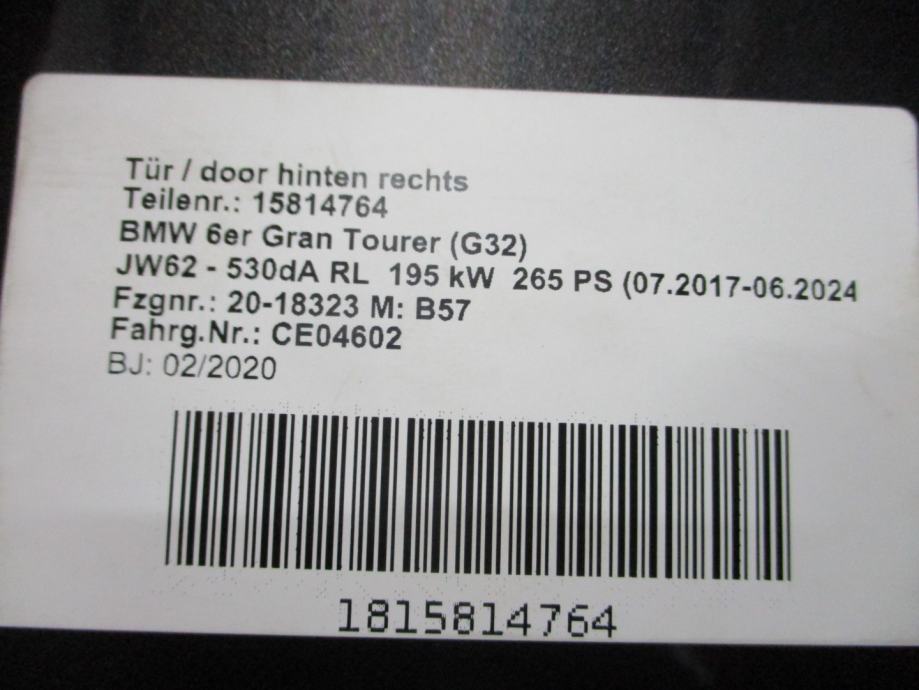 Tür / door hinten rechts
Teilenr.: 15814764
BMW 6er Gran Tourer (G32)
JW62 - 530dA RL 195 kW 265 PS (07.2017-06.2024
Fzgnr.: 20-18323 M: B57
Fahrg.Nr.: CE04602
BJ: 02/2020
1815814764